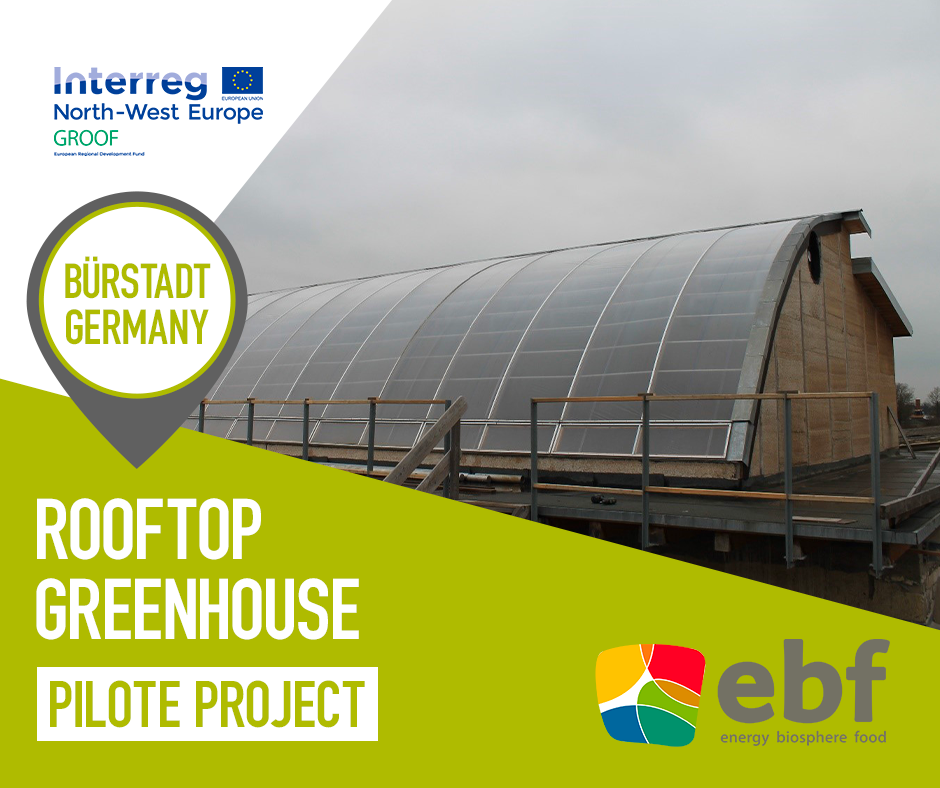 Interreg
EUROPEAN UNION
North-West Europe
GROOF
European Regional Development Fund
BÜRSTADT
GERMANY
ROOFTOP
GREENHOUSE
PILOTE PROJECT
ebf
energy biosphere food